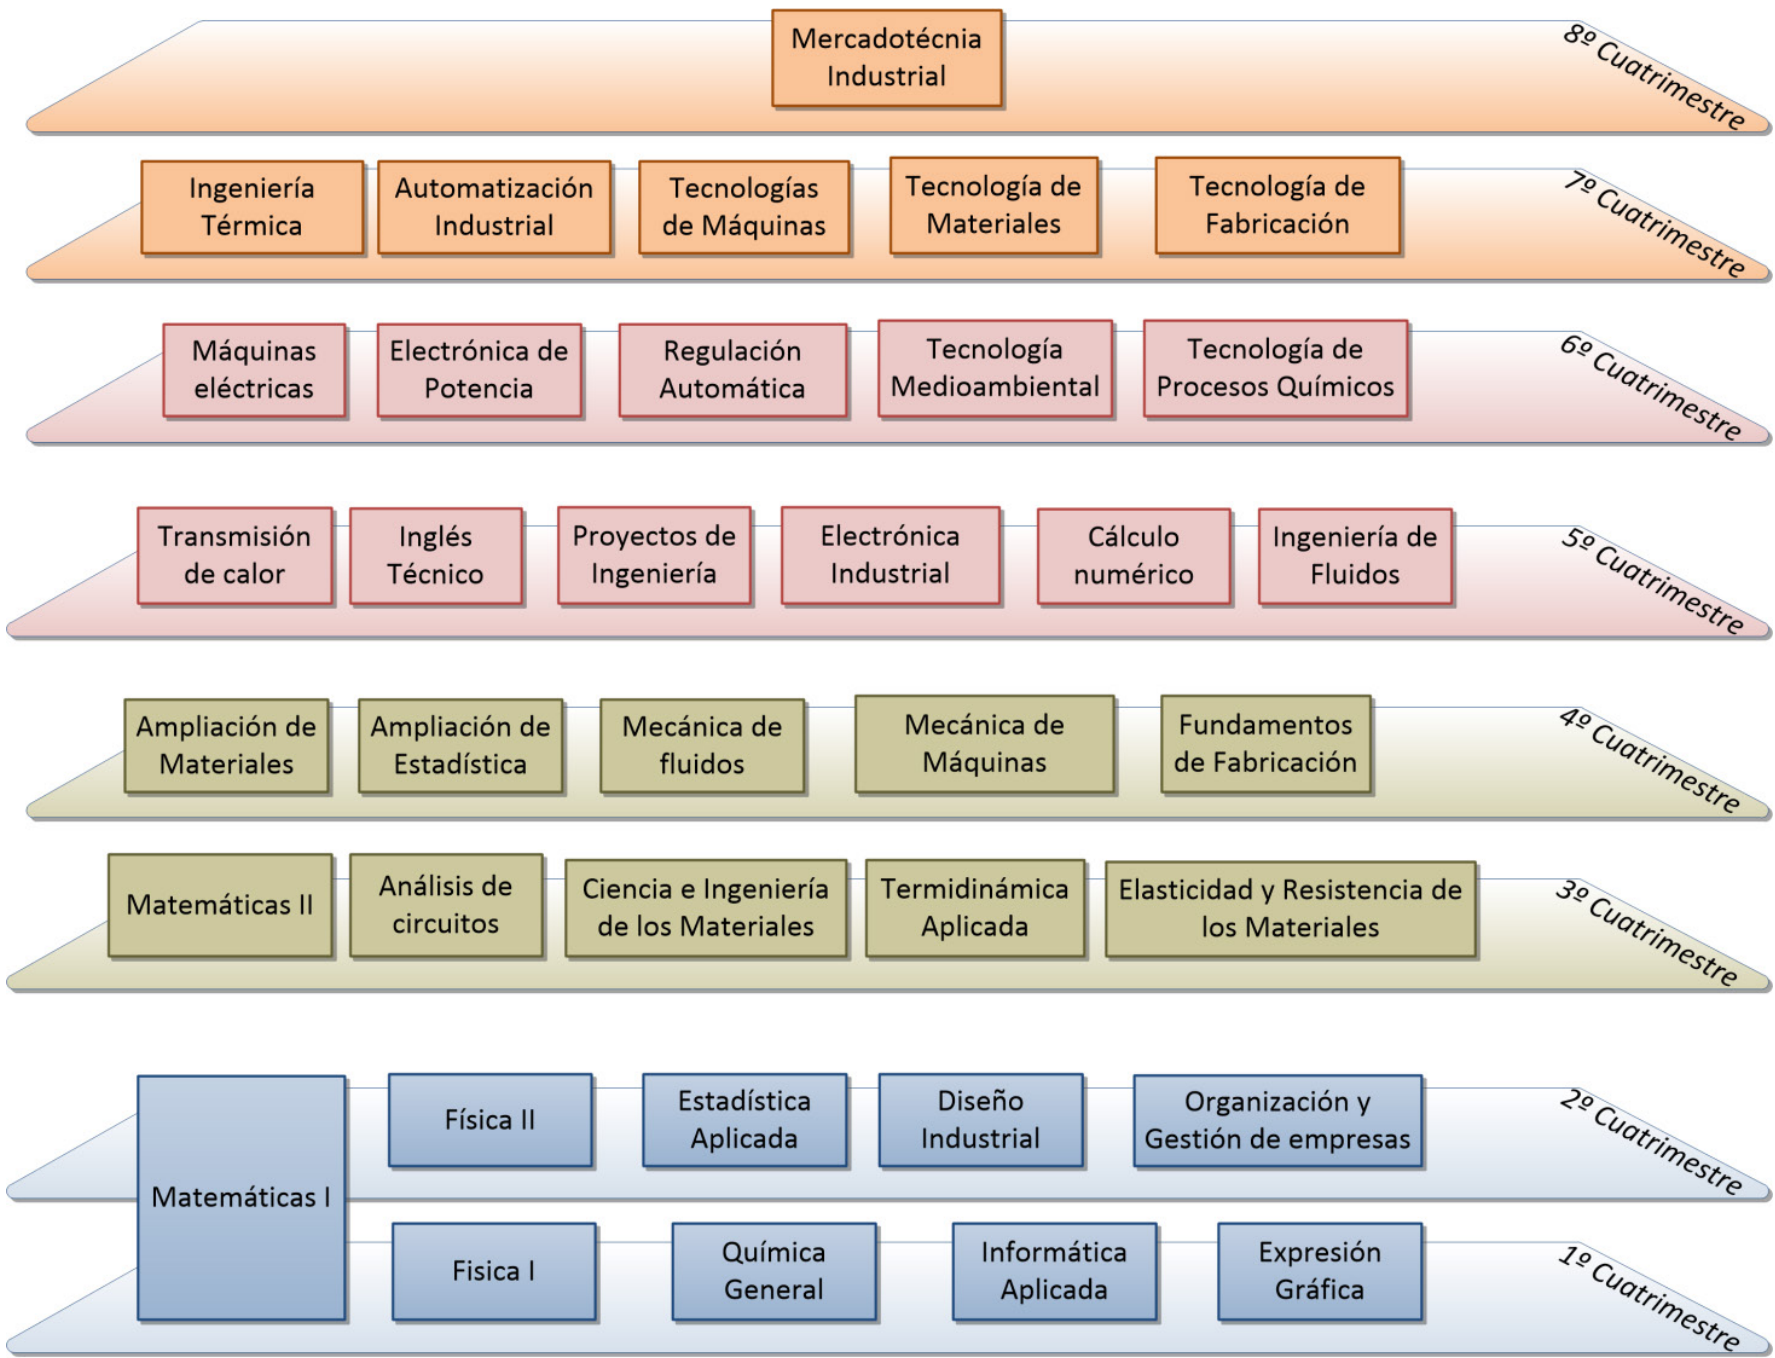 Mercadotécnia
Industrial
8º Cuatrimestre
Ingeniería
Térmica
Automatización
Industrial
Tecnologías
de Máquinas
Tecnología de
Materiales
Tecnología de
Fabricación
7º Cuatrimestre
Máquinas
eléctricas
Electrónica de
Potencia
Regulación
Automática
Tecnología
Medioambiental
Tecnología de
Procesos Químicos
6º Cuatrimestre
Transmisión
de calor
Inglés
Técnico
Proyectos de
Ingeniería
Electrónica
Industrial
Cálculo
numérico
Ingeniería de
Fluidos
5º Cuatrimestre
Ampliación de
Materiales
Ampliación de
Estadística
Mecánica de
fluidos
Mecánica de
Máquinas
Fundamentos
de Fabricación
4º Cuatrimestre
Matemáticas II
Análisis de
circuitos
Ciencia e Ingeniería
de los Materiales
Termidinámica
Aplicada
Elasticidad y Resistencia de
los Materiales
3º Cuatrimestre
Matemáticas I
Física II
Estadística
Aplicada
Diseño
Industrial
Organización y
Gestión de empresas
2º Cuatrimestre
Fisica I
Química
General
Informática
Aplicada
Expresión
Gráfica
1º Cuatrimestre